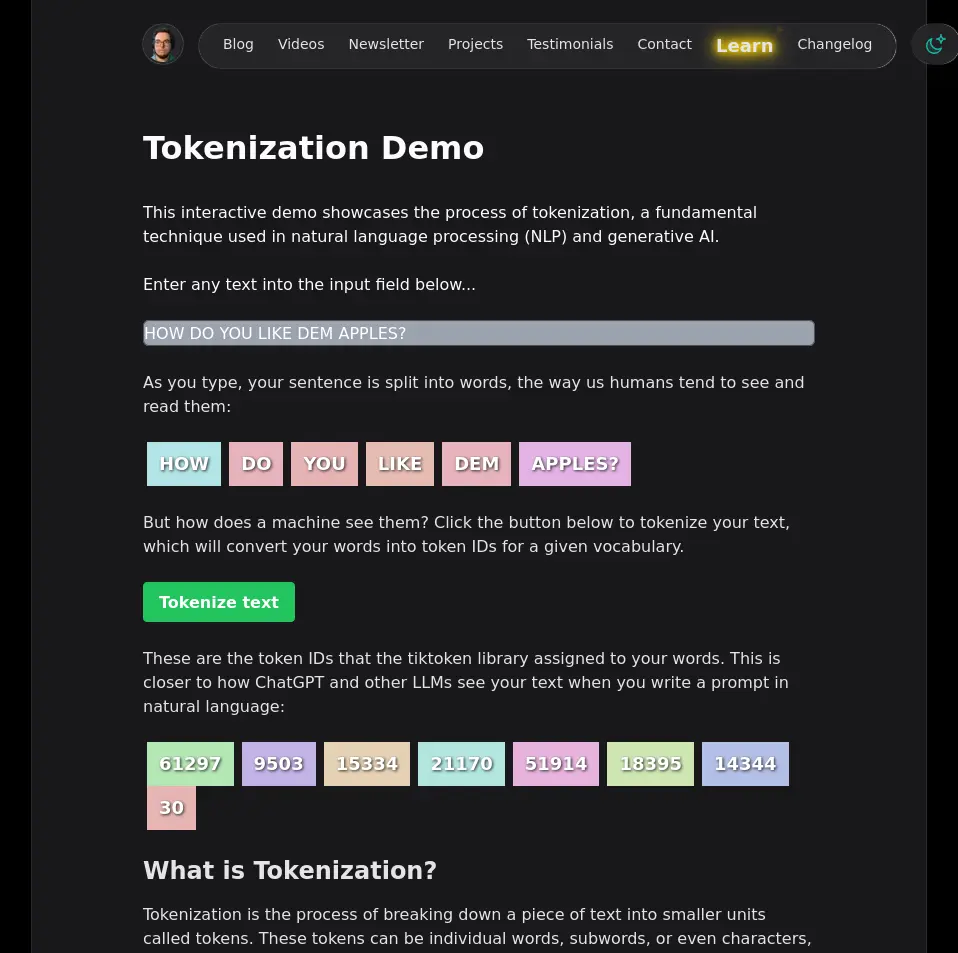 Blog Videos Newsletter Projects Testimonials Contact Learn Changelog
Tokenization Demo
This interactive demo showcases the process of tokenization, a fundamental
technique used in natural language processing (NLP) and generative AI.
Enter any text into the input field below...
HOW DO YOU LIKE DEM APPLES?
As you type, your sentence is split into words, the way us humans tend to see and
read them:
HOW DO YOU LIKE DEM APPLES?
But how does a machine see them? Click the button below to tokenize your text,
which will convert your words into token IDs for a given vocabulary.
Tokenize text
These are the token IDs that the tiktoken library assigned to your words. This is
closer to how ChatGPT and other LLMs see your text when you write a prompt in
natural language:
61297 9503 15334 21170 51914 18395 14344
30
What is Tokenization?
Tokenization is the process of breaking down a piece of text into smaller units
called tokens. These tokens can be individual words, subwords, or even characters,